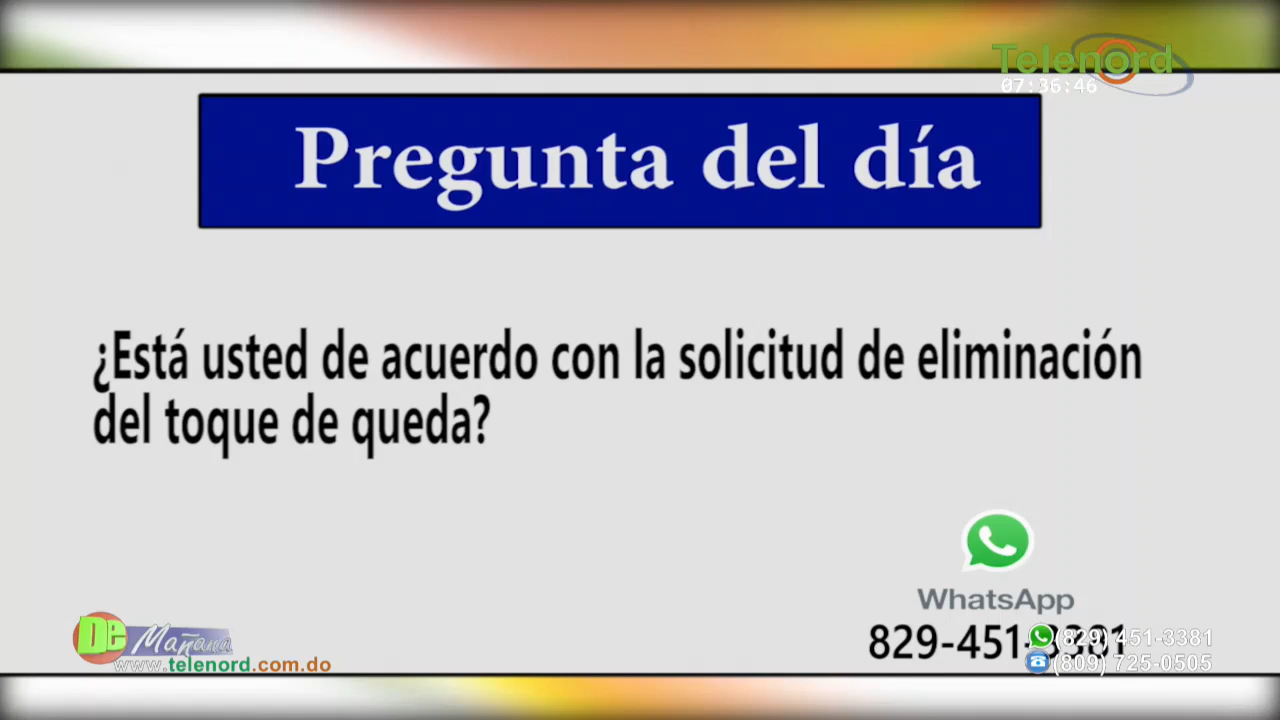 Telenord
07:36:46
Pregunta del día
¿Está usted de acuerdo con la solicitud de eliminación
del toque de queda?
WhatsApp
829-451-3381
(829) 451-3381
(809) 725-0505
De Mañana
www.telenord.com.do